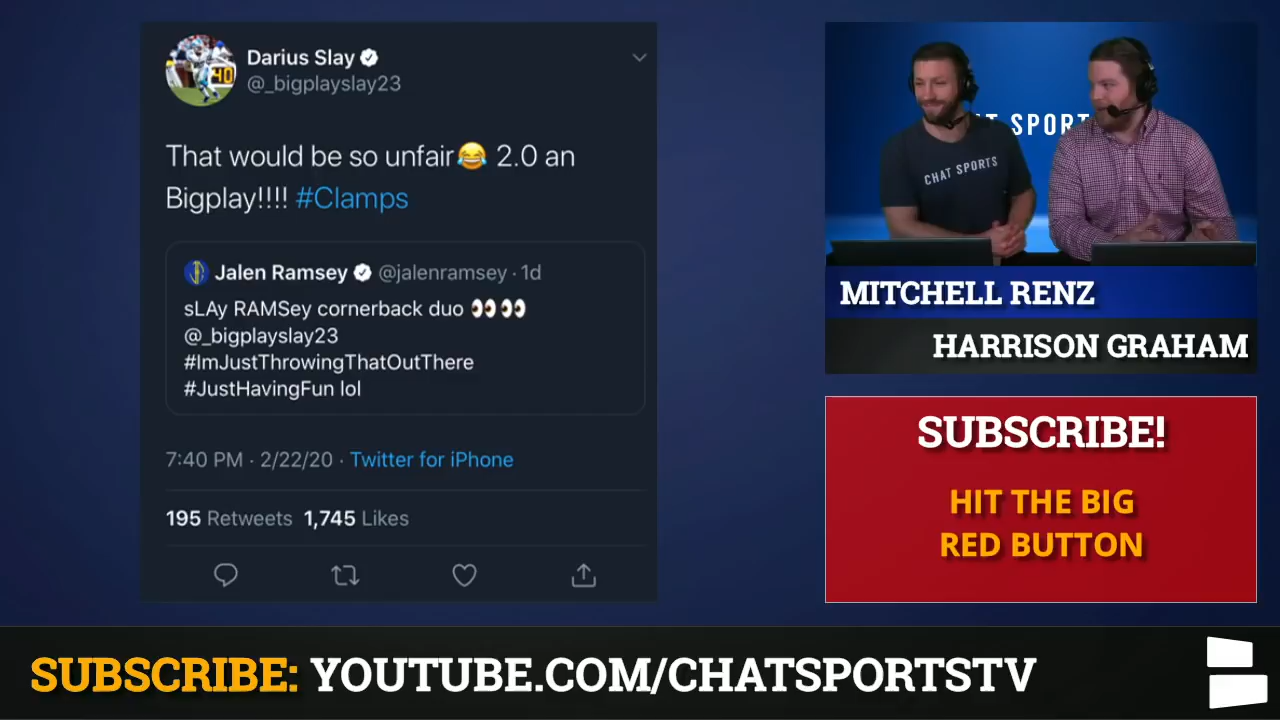 Darius Slay
@_bigplayslay23
That would be so unfair😂 2.0 an
Bigplay!!!! #Clamps
Jalen Ramsey @jalenramsey · 1d
sLAy RAMSey cornerback duo 👀👀
@_bigplayslay23
#ImJustThrowingThatOutThere
#JustHavingFun lol
7:40 PM · 2/22/20 · Twitter for iPhone
195 Retweets 1,745 Likes
CHAT SPORTS
MITCHELL RENZ
HARRISON GRAHAM
SUBSCRIBE!
HIT THE BIG
RED BUTTON
SUBSCRIBE: YOUTUBE.COM/CHATSPORTSTV